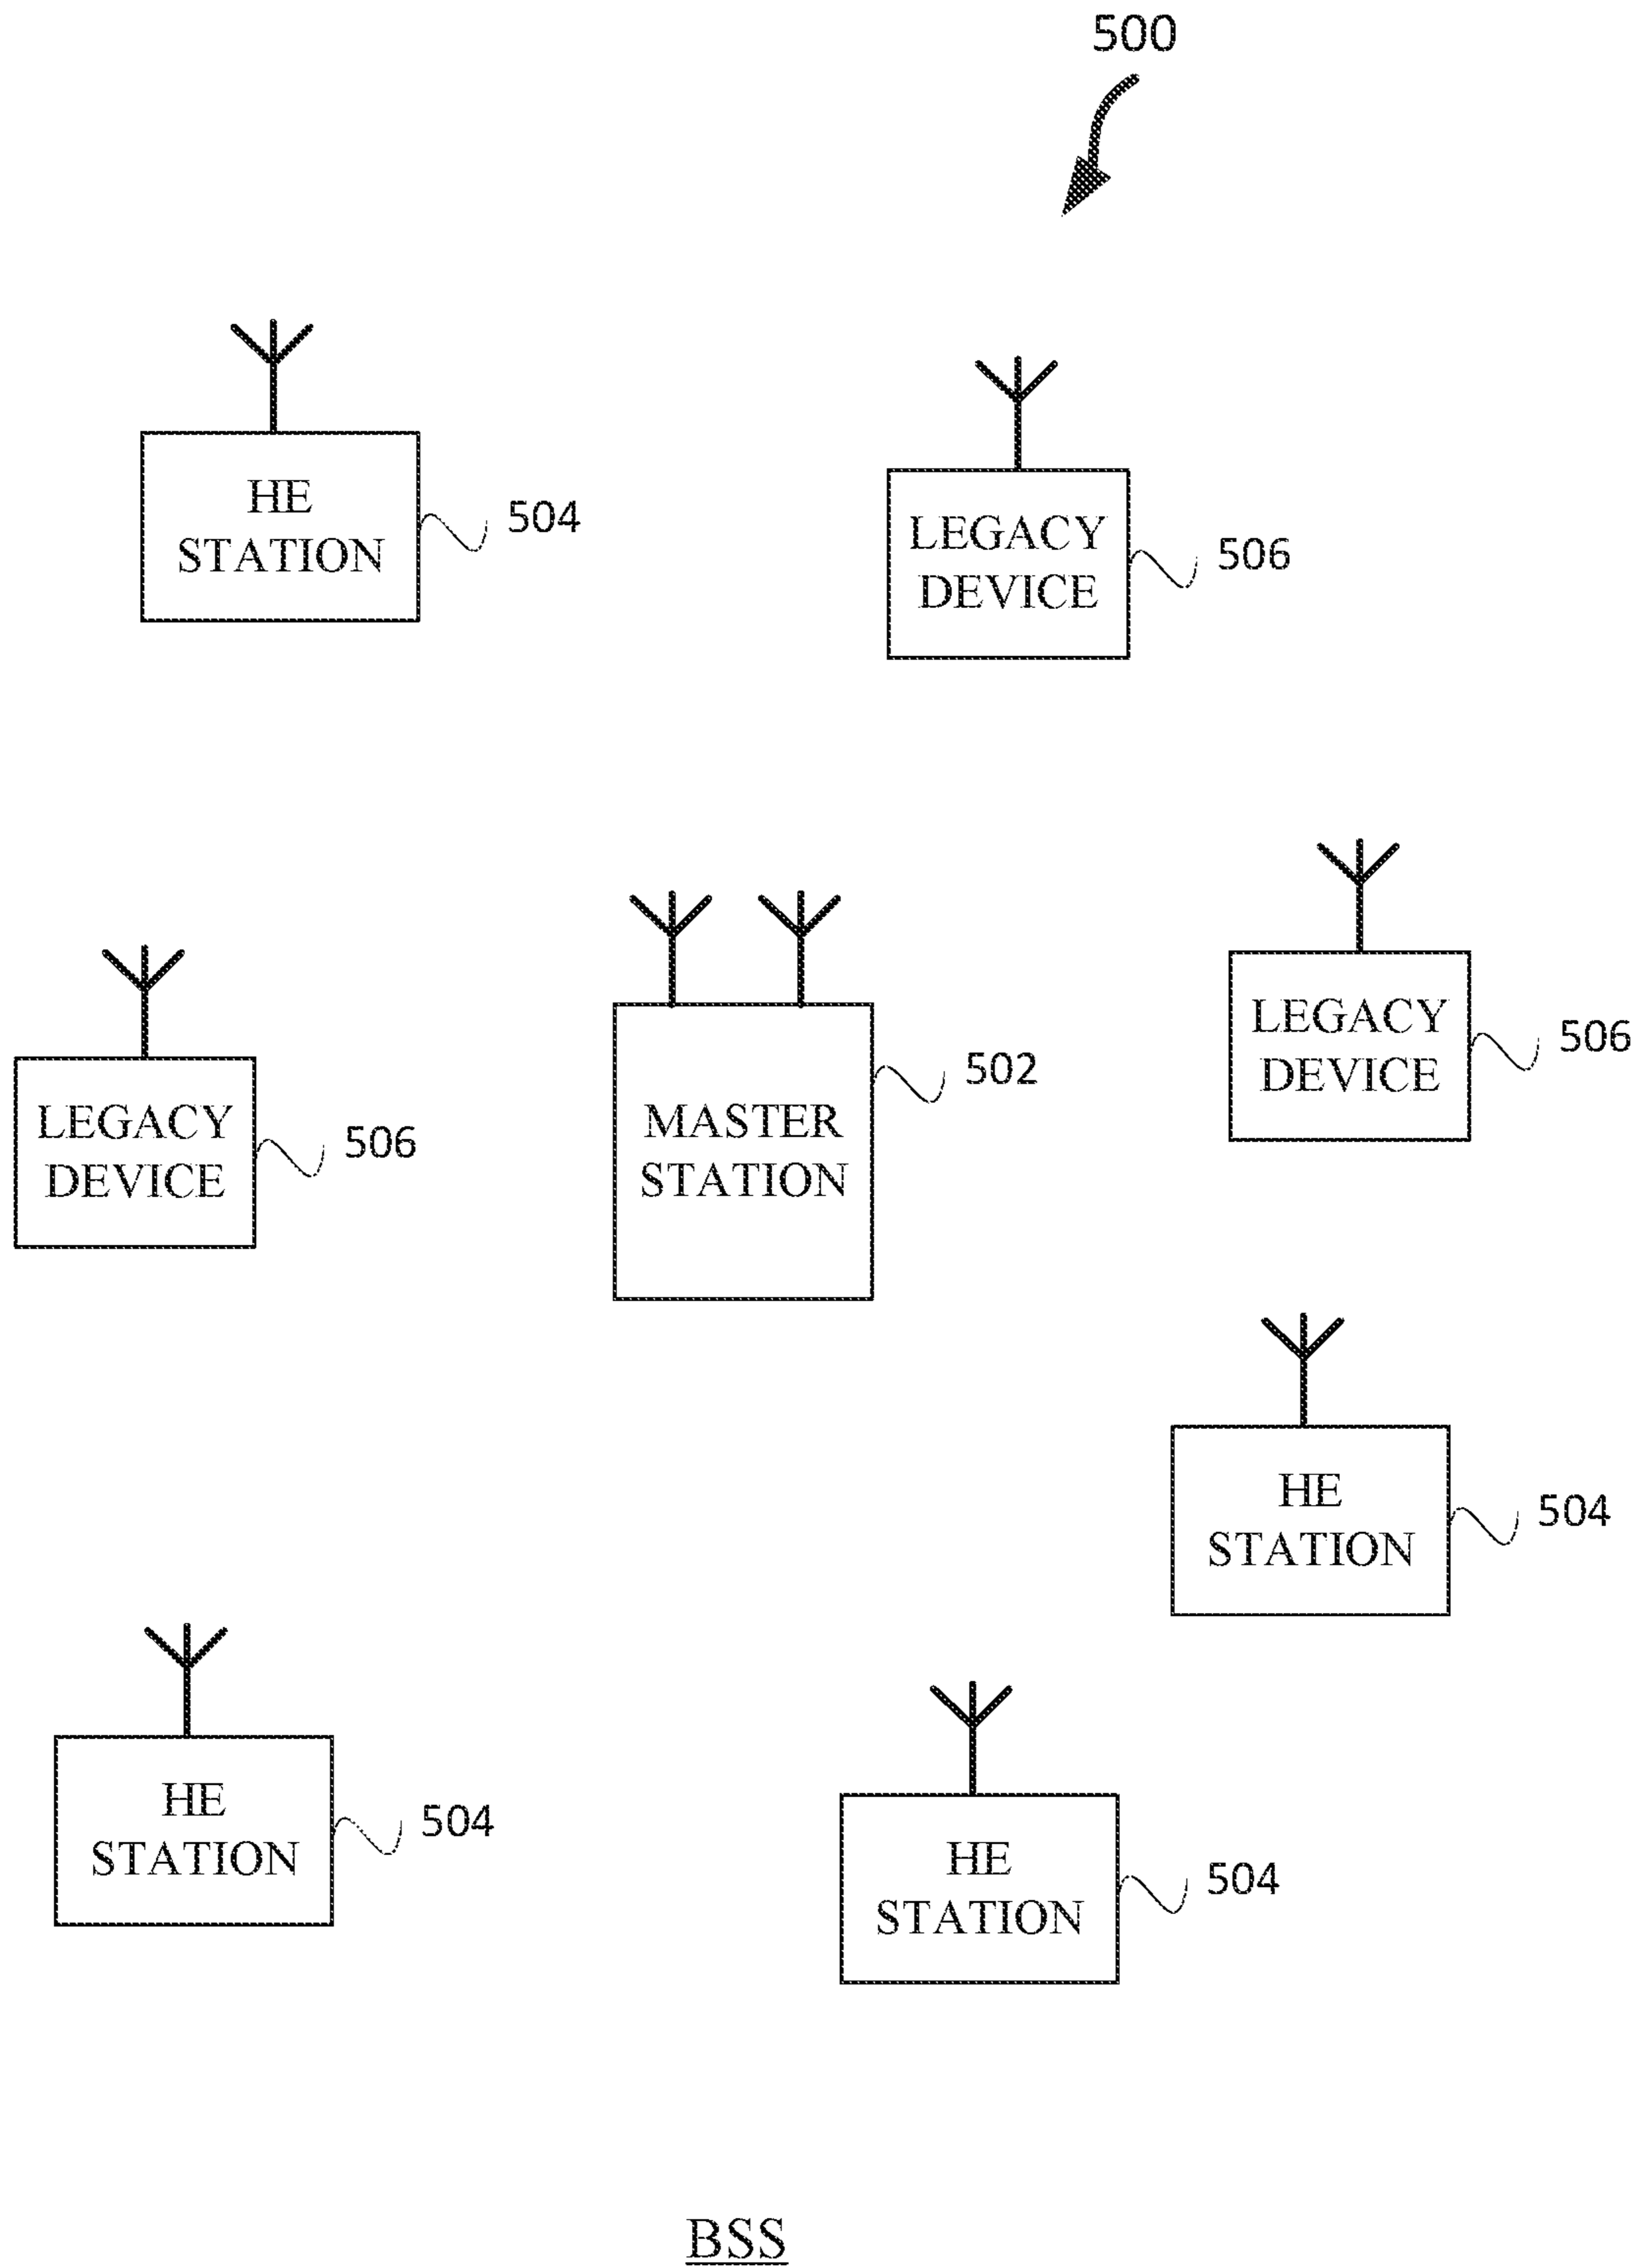 500
HE
STATION
504
LEGACY
DEVICE
506
LEGACY
DEVICE
506
MASTER
STATION
502
LEGACY
DEVICE
506
HE
STATION
504
HE
STATION
504
HE
STATION
504
BSS